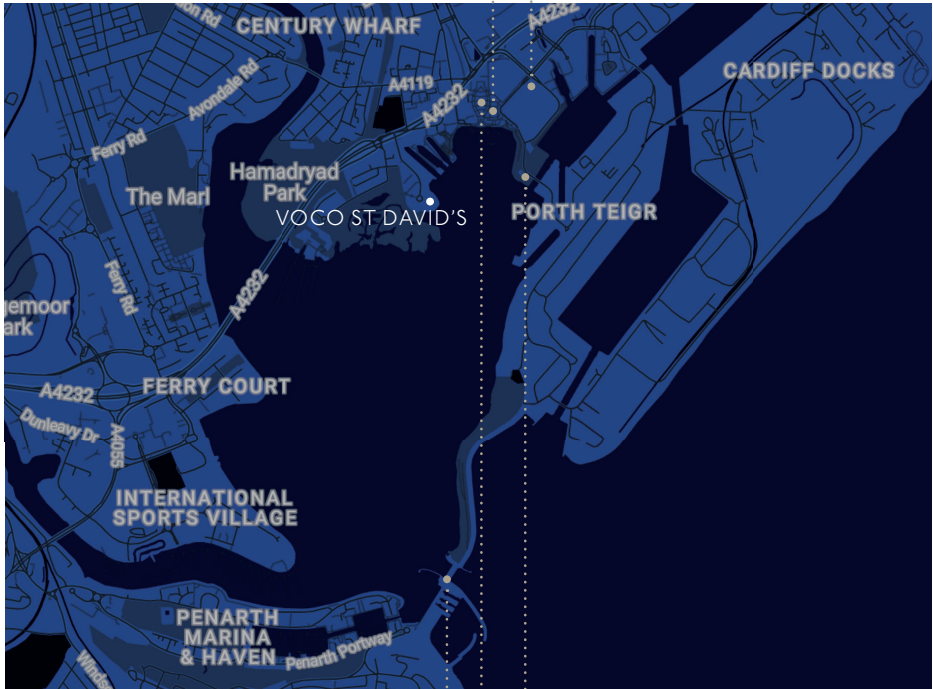 CENTURY WHARF
A4232
CARDIFF DOCKS
A4119
Avondale Rd
A4232
Ferry Rd
Hamadryad
Park
The Marl
VOCO ST DAVID'S
PORTH TEIGR
Ferry Rd
A4232
FERRY COURT
A4232
Dunleavy Dr
A4055
INTERNATIONAL
SPORTS VILLAGE
PENARTH
MARINA
& HAVEN
Penarth Portway